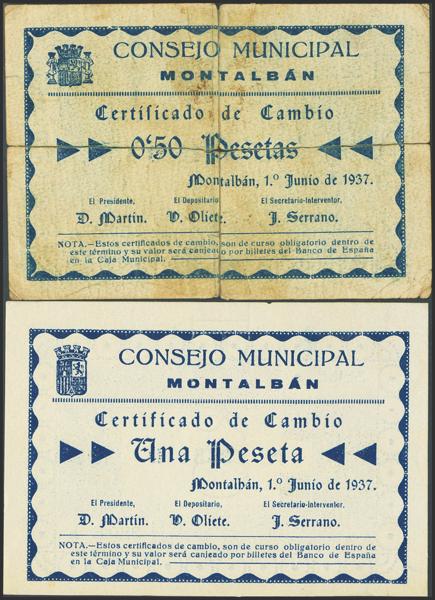 CONSEJO MUNICIPAL
MONTALBÁN
Certificado de Cambio
0'50 Pesetas
Montalbán, 1.º Junio de 1937.
El Presidente, El Depositario, El Secretario-Interventor,
D. Martín. V. Oliete. J. Serrano.
NOTA.—Estos certificados de cambio, son de curso obligatorio dentro de
este término y su valor será canjeado por billetes del Banco de España
en la Caja Municipal.
CONSEJO MUNICIPAL
MONTALBÁN
Certificado de Cambio
Una Peseta
Montalbán, 1.º Junio de 1937.
El Presidente, El Depositario, El Secretario-Interventor,
D. Martín. V. Oliete. J. Serrano.
NOTA.—Estos certificados de cambio, son de curso obligatorio dentro de
este término y su valor será canjeado por billetes del Banco de España
en la Caja Municipal.